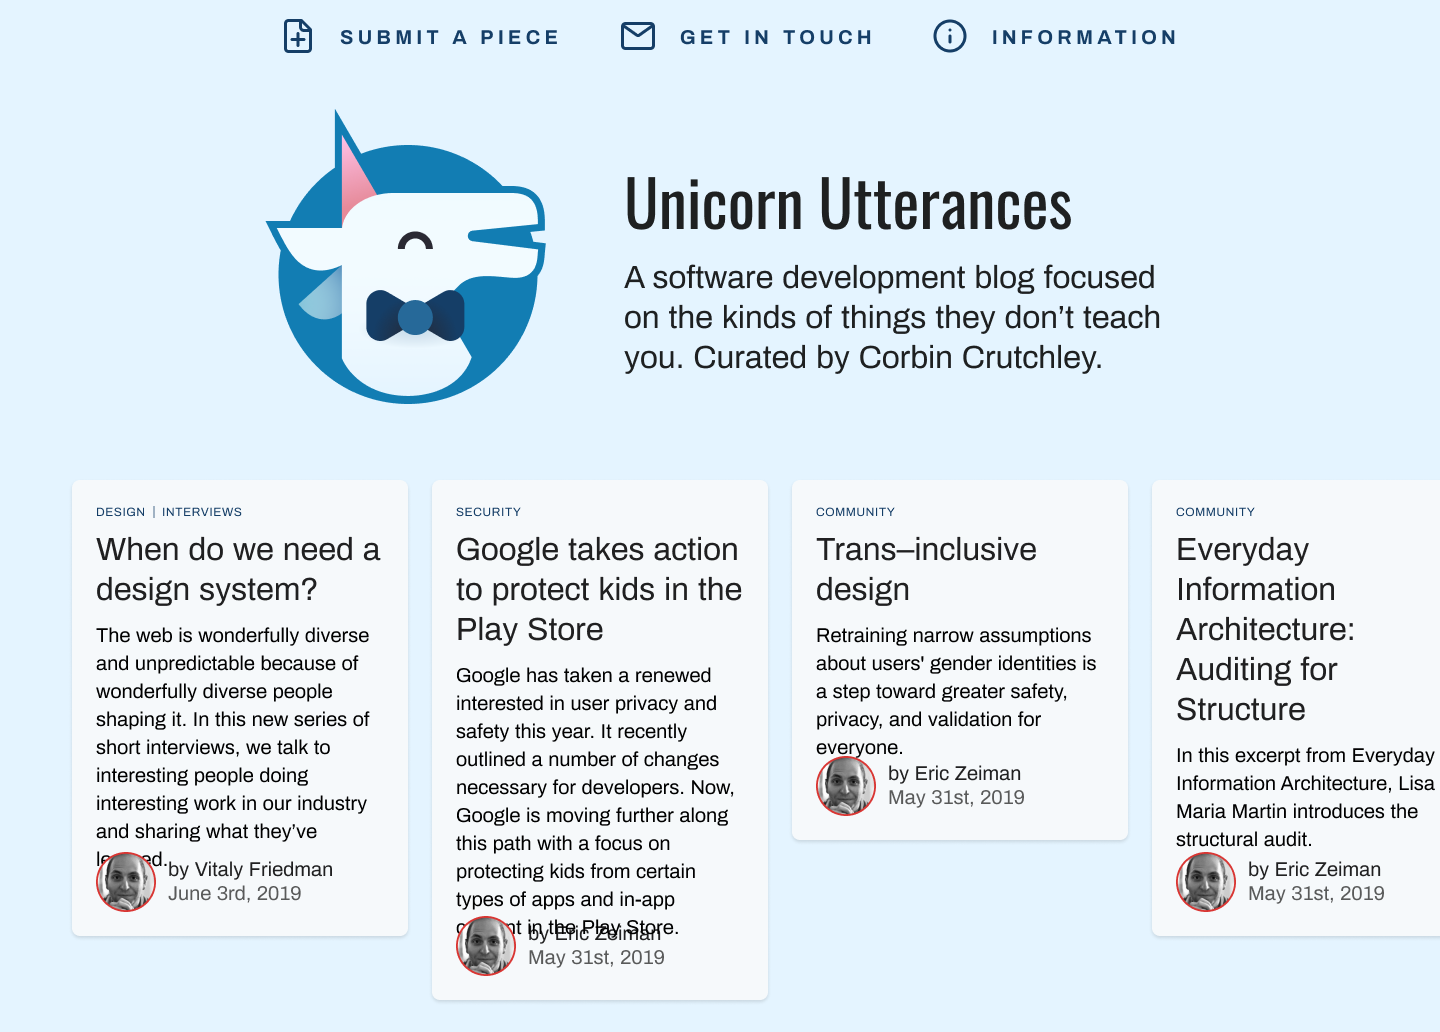 SUBMIT A PIECE
GET IN TOUCH
INFORMATION
Unicorn Utterances
A software development blog focused
on the kinds of things they don’t teach
you. Curated by Corbin Crutchley.
DESIGN | INTERVIEWS
When do we need a
design system?
The web is wonderfully diverse
and unpredictable because of
wonderfully diverse people
shaping it. In this new series of
short interviews, we talk to
interesting people doing
interesting work in our industry
and sharing what they’ve
by Vitaly Friedman
June 3rd, 2019
SECURITY
Google takes action
to protect kids in the
Play Store
Google has taken a renewed
interested in user privacy and
safety this year. It recently
outlined a number of changes
necessary for developers. Now,
Google is moving further along
this path with a focus on
protecting kids from certain
types of apps and in-app
in the Play Store.
by Eric Zeiman
May 31st, 2019
COMMUNITY
Trans–inclusive
design
Retraining narrow assumptions
about users' gender identities is
a step toward greater safety,
privacy, and validation for
everyone.
by Eric Zeiman
May 31st, 2019
COMMUNITY
Everyday
Information
Architecture:
Auditing for
Structure
In this excerpt from Everyday
Information Architecture, Lisa
Maria Martin introduces the
structural audit.
by Eric Zeiman
May 31st, 2019